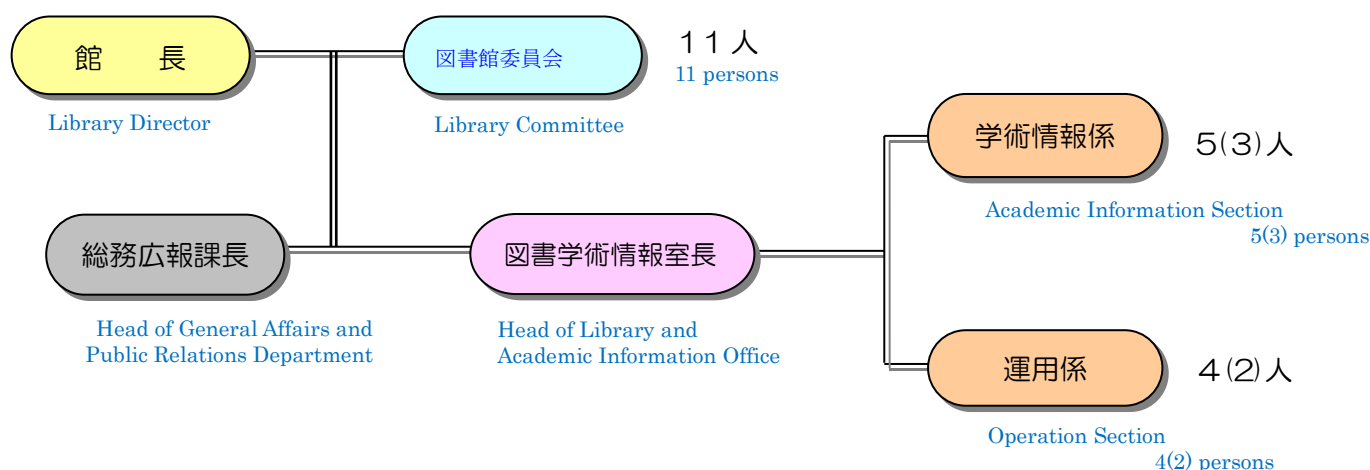 館　長
Library Director
図書館委員会
Library Committee
１１人
11 persons
総務広報課長
Head of General Affairs and
Public Relations Department
図書学術情報室長
Head of Library and
Academic Information Office
学術情報係
5(3)人
Academic Information Section
5(3) persons
運用係
4(2)人
Operation Section
4(2) persons